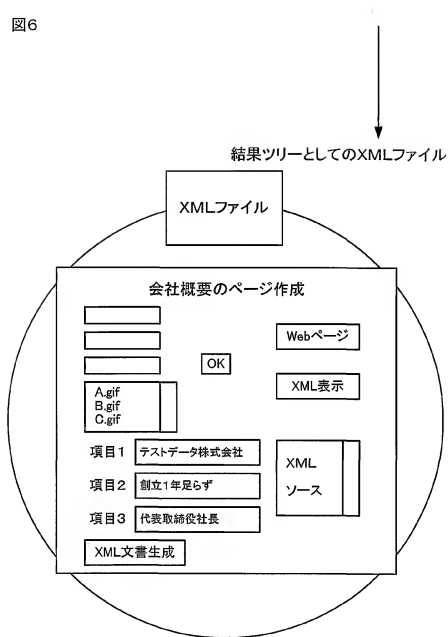 図6
結果ツリーとしてのXMLファイル
XMLファイル
会社概要のページ作成
Webページ
OK
XML表示
A.gif
B.gif
C.gif
項目1 テストデータ株式会社
項目2 創立1年足らず
項目3 代表取締役社長
XML
ソース
XML文書生成